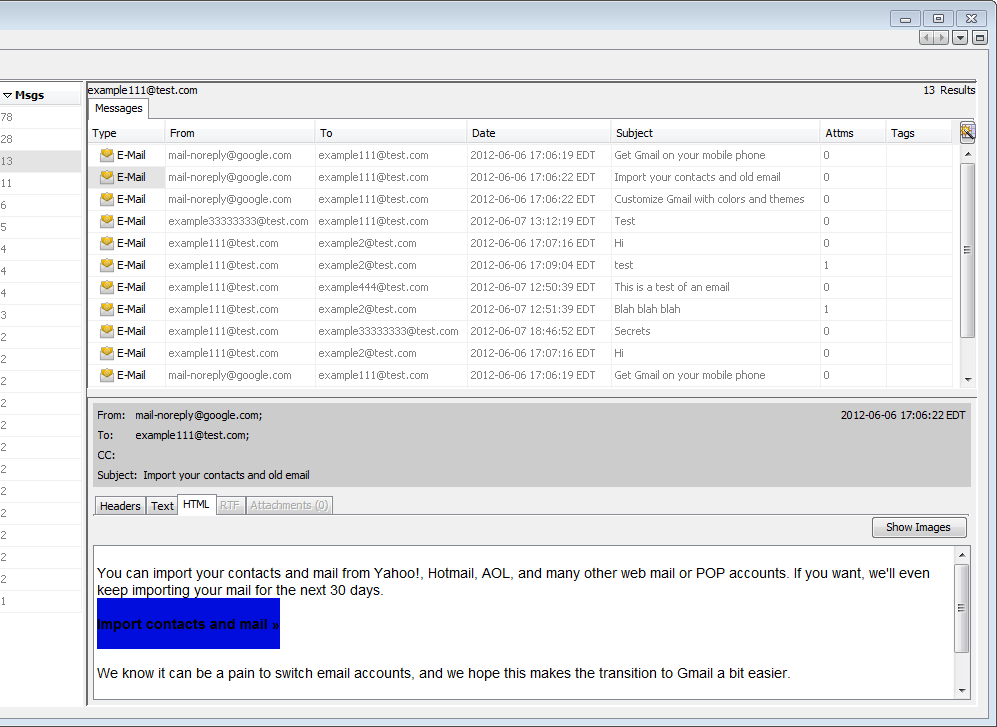 Msgs
78
28
13
11
6
5
4
4
4
3
2
2
2
2
2
2
2
2
2
2
2
2
1
example111@test.com 13 Results
Messages
Type From To Date Subject Attms Tags
E-Mail mail-noreply@google.com example111@test.com 2012-06-06 17:06:19 EDT Get Gmail on your mobile phone 0
E-Mail mail-noreply@google.com example111@test.com 2012-06-06 17:06:22 EDT Import your contacts and old email 0
E-Mail mail-noreply@google.com example111@test.com 2012-06-06 17:06:22 EDT Customize Gmail with colors and themes 0
E-Mail example33333333@test.com example111@test.com 2012-06-07 13:12:19 EDT Test 0
E-Mail example111@test.com example2@test.com 2012-06-06 17:07:16 EDT Hi 0
E-Mail example111@test.com example2@test.com 2012-06-06 17:09:04 EDT test 1
E-Mail example111@test.com example444@test.com 2012-06-07 12:50:39 EDT This is a test of an email 0
E-Mail example111@test.com example2@test.com 2012-06-07 12:51:39 EDT Blah blah blah 1
E-Mail example111@test.com example33333333@test.com 2012-06-07 18:46:52 EDT Secrets 0
E-Mail example111@test.com example2@test.com 2012-06-06 17:07:16 EDT Hi 0
E-Mail mail-noreply@google.com example111@test.com 2012-06-06 17:06:19 EDT Get Gmail on your mobile phone 0
From: mail-noreply@google.com; 2012-06-06 17:06:22 EDT
To: example111@test.com;
CC:
Subject: Import your contacts and old email
Headers Text HTML RTF Attachments (0)
Show Images
You can import your contacts and mail from Yahoo!, Hotmail, AOL, and many other web mail or POP accounts. If you want, we'll even
keep importing your mail for the next 30 days.
Import contacts and mail »
We know it can be a pain to switch email accounts, and we hope this makes the transition to Gmail a bit easier.